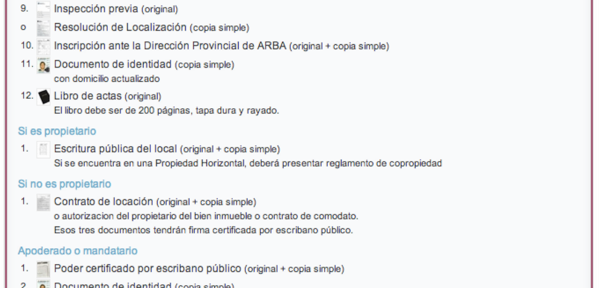 9. Inspección previa (original)
o Resolución de Localización (copia simple)
10. Inscripción ante la Dirección Provincial de ARBA (original + copia simple)
11. Documento de identidad (copia simple)
con domicilio actualizado
12. Libro de actas (original)
El libro debe ser de 200 páginas, tapa dura y rayado.
Si es propietario
1. Escritura pública del local (original + copia simple)
Si se encuentra en una Propiedad Horizontal, deberá presentar reglamento de copropiedad
Si no es propietario
1. Contrato de locación (original + copia simple)
o autorizacion del propietario del bien inmueble o contrato de comodato.
Esos tres documentos tendrán firma certificada por escribano público.
Apoderado o mandatario
1. Poder certificado por escribano público (original + copia simple)
2. Documento de identidad (copia simple)